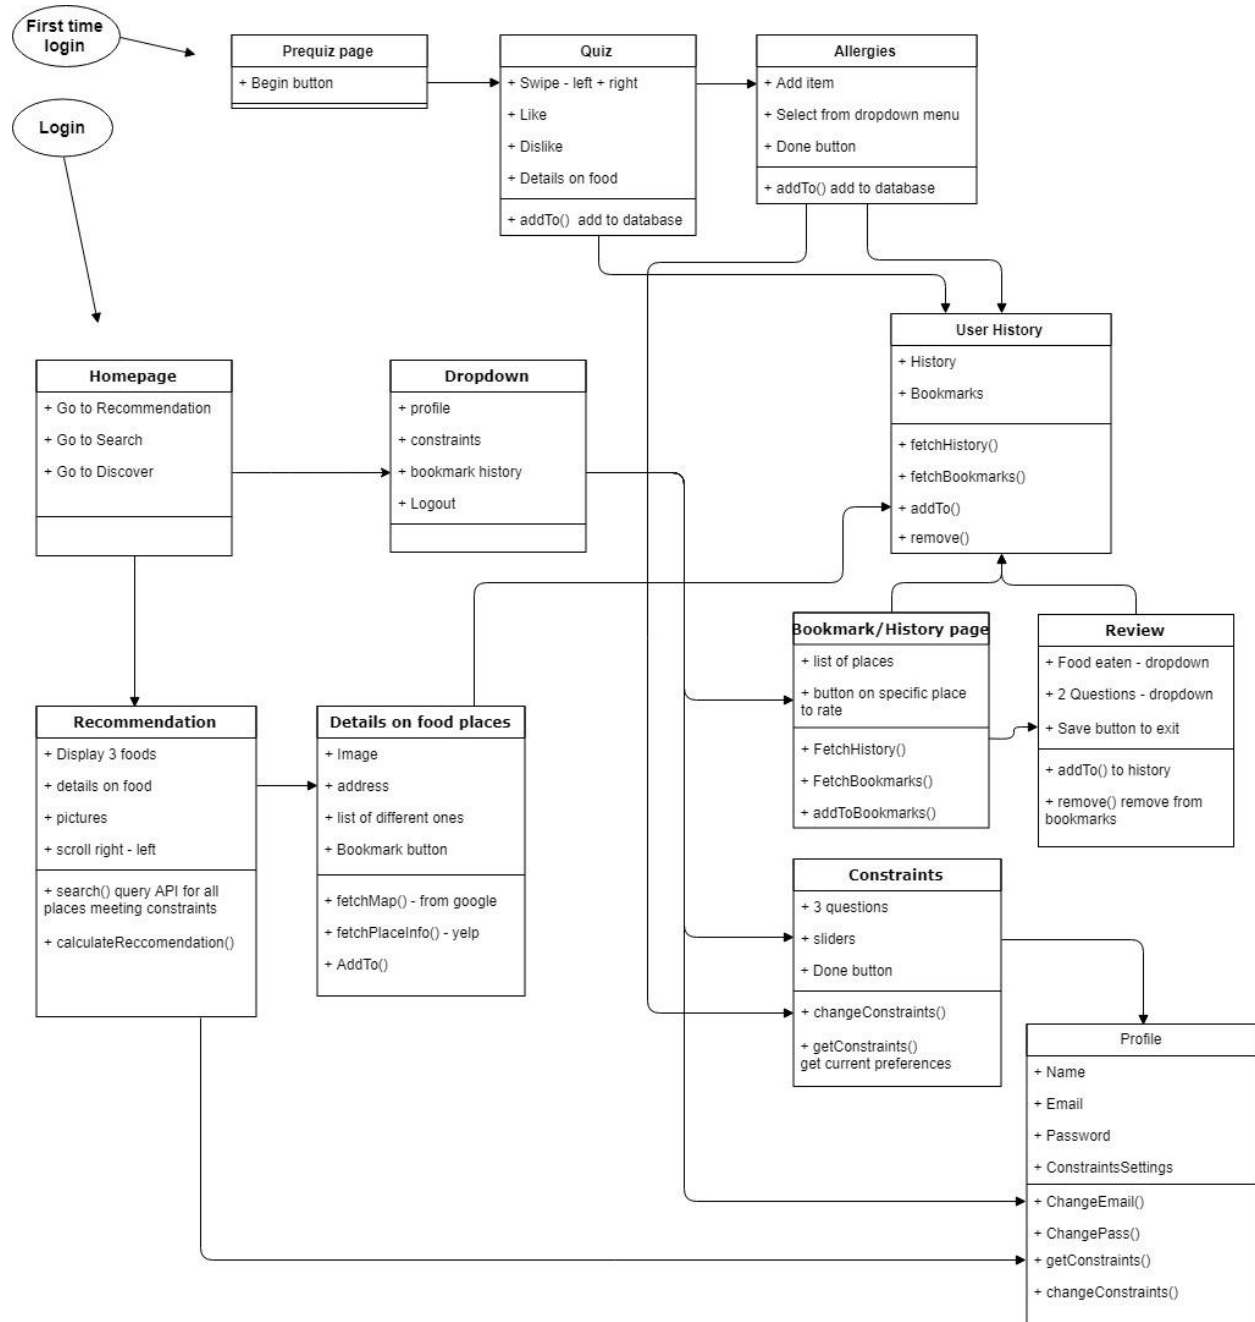 First time
login
Login
Prequiz page
+ Begin button
Quiz
+ Swipe - left + right
+ Like
+ Dislike
+ Details on food
+ addTo()  add to database
Allergies
+ Add item
+ Select from dropdown menu
+ Done button
+ addTo() add to database
User History
+ History
+ Bookmarks
+ fetchHistory()
+ fetchBookmarks()
+ addTo()
+ remove()
Homepage
+ Go to Recommendation
+ Go to Search
+ Go to Discover
Dropdown
+ profile
+ constraints
+ bookmark history
+ Logout
Bookmark/History page
+ list of places
+ button on specific place
to rate
+ FetchHistory()
+ FetchBookmarks()
+ addToBookmarks()
Review
+ Food eaten - dropdown
+ 2 Questions - dropdown
+ Save button to exit
+ addTo() to history
+ remove() remove from
bookmarks
Recommendation
+ Display 3 foods
+ details on food
+ pictures
+ scroll right - left
+ search() query API for all
places meeting constraints
+ calculateReccomendation()
Details on food places
+ Image
+ address
+ list of different ones
+ Bookmark button
+ fetchMap() - from google
+ fetchPlaceInfo() - yelp
+ AddTo()
Constraints
+ 3 questions
+ sliders
+ Done button
+ changeConstraints()
+ getConstraints()
get current preferences
Profile
+ Name
+ Email
+ Password
+ ConstraintsSettings
+ ChangeEmail()
+ ChangePass()
+ getConstraints()
+ changeConstraints()